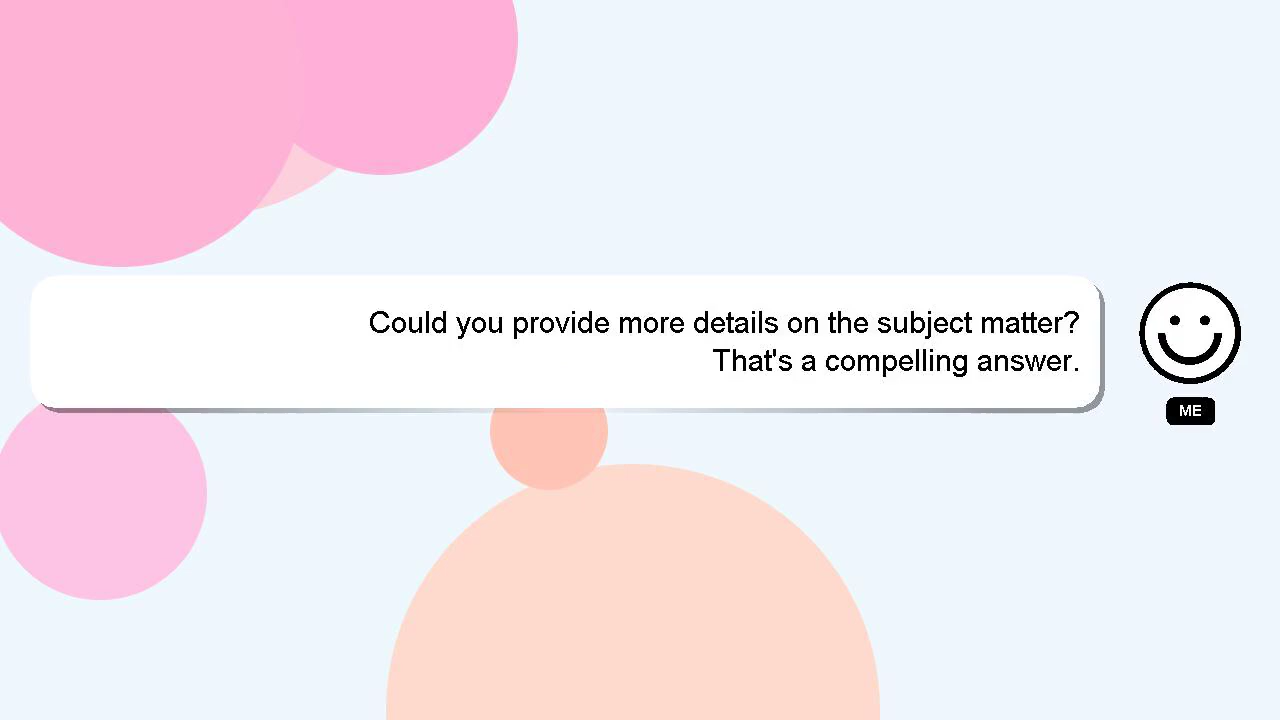 Could you provide more details on the subject matter?
That's a compelling answer.
ME